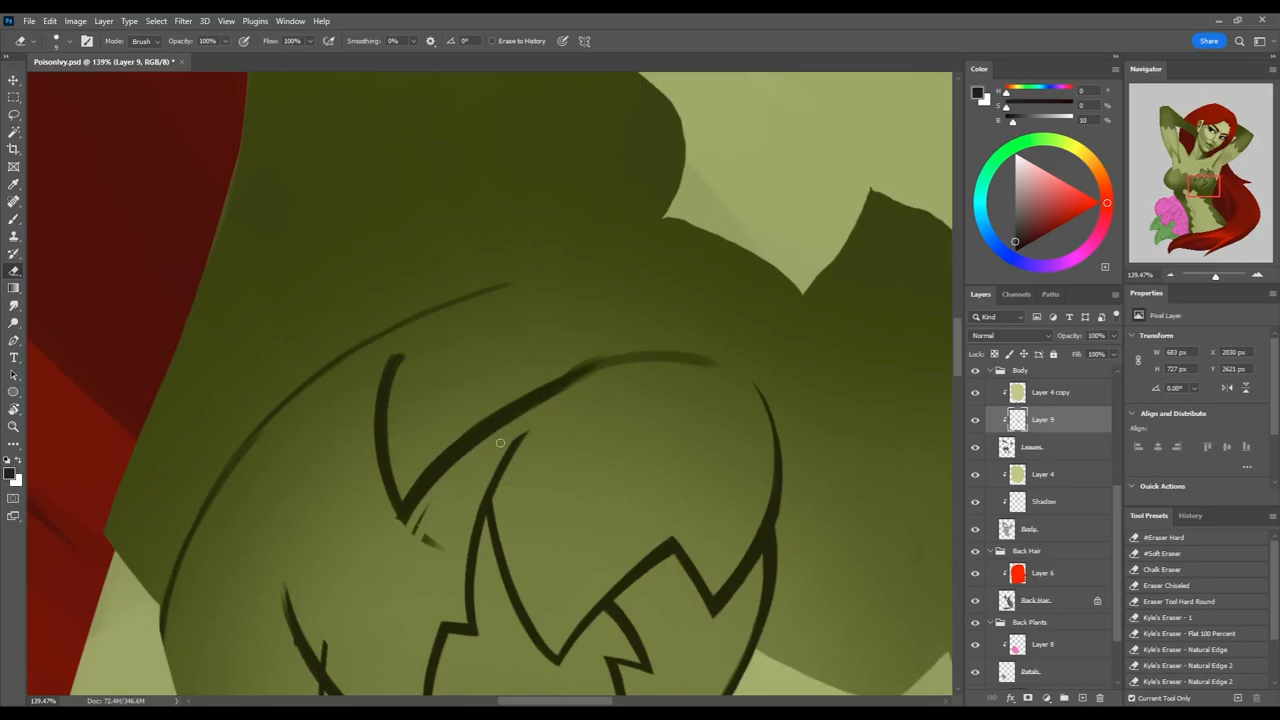 Ps File Edit Image Layer Type Select Filter 3D View Plugins Window Help
9 Mode: Brush Opacity: 100% Flow: 100% Smoothing: 0% 0° Erase to History Share
PoisonIvy.psd @ 139% (Layer 9, RGB/8) *
Color
H 0 °
S 0 %
B 10 %
Navigator
139.47%
Layers Channels Paths
Kind
Normal Opacity: 100%
Lock: Fill: 100%
Body
Layer 4 copy
Layer 9
Leaves
Layer 4
Shadow
Body
Back Hair
Layer 6
Back Hair
Back Plants
Layer 8
Petals
Properties
Pixel Layer
Transform
W 683 px X 2030 px
H 727 px Y 2621 px
0.00°
Align and Distribute
Align:
Quick Actions
Tool Presets History
#Eraser Hard
#Soft Eraser
Chalk Eraser
Eraser Chiseled
Eraser Tool Hard Round
Kyle's Eraser - 1
Kyle's Eraser - Flat 100 Percent
Kyle's Eraser - Natural Edge
Kyle's Eraser - Natural Edge 2
Kyle's Eraser - Natural Edge 2
Current Tool Only
139.47% Doc: 72.4M/346.6M